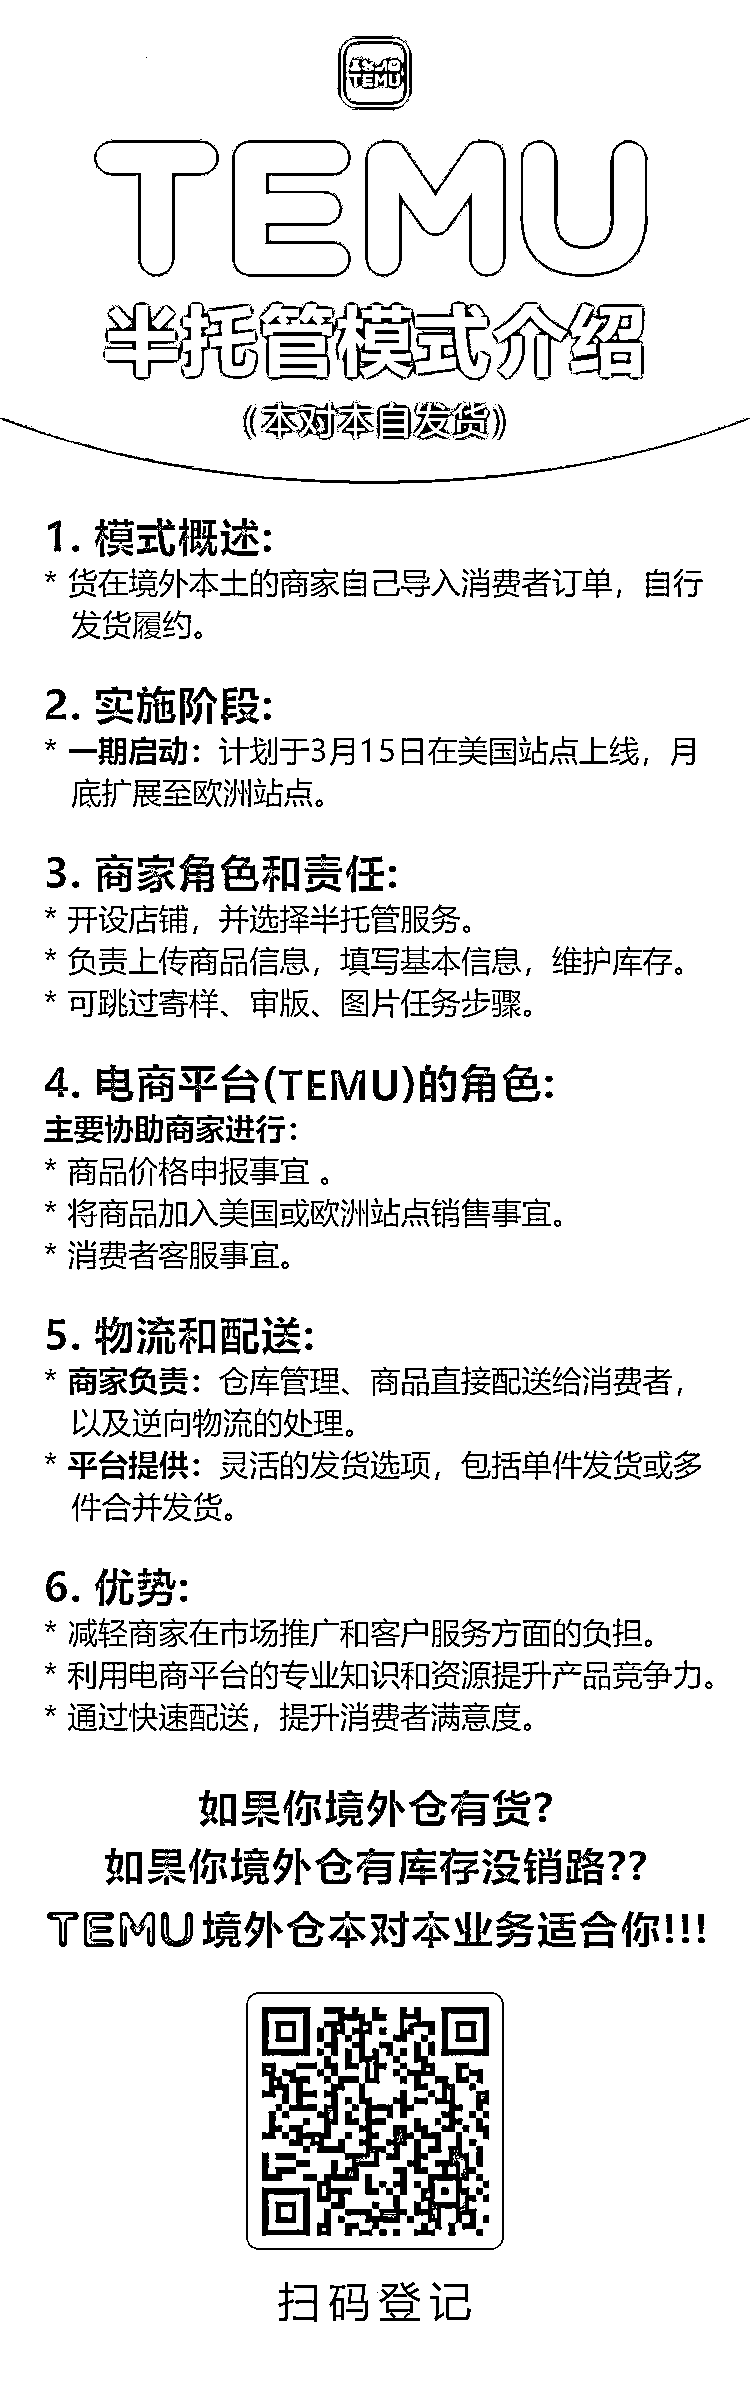 TEMU
TEMU
半托管模式介绍
(本对本自发货)
1. 模式概述:
* 货在境外本土的商家自己导入消费者订单，自行
发货履约。
2. 实施阶段:
* 一期启动：计划于3月15日在美国站点上线，月
底扩展至欧洲站点。
3. 商家角色和责任:
* 开设店铺，并选择半托管服务。
* 负责上传商品信息，填写基本信息，维护库存。
* 可跳过寄样、审版、图片任务步骤。
4. 电商平台(TEMU)的角色:
主要协助商家进行：
* 商品价格申报事宜 。
* 将商品加入美国或欧洲站点销售事宜。
* 消费者客服事宜。
5. 物流和配送:
* 商家负责：仓库管理、商品直接配送给消费者，
以及逆向物流的处理。
* 平台提供：灵活的发货选项，包括单件发货或多
件合并发货。
6. 优势:
* 减轻商家在市场推广和客户服务方面的负担。
* 利用电商平台的专业知识和资源提升产品竞争力。
* 通过快速配送，提升消费者满意度。
如果你境外仓有货?
如果你境外仓有库存没销路??
TEMU境外仓本对本业务适合你!!!
扫码登记